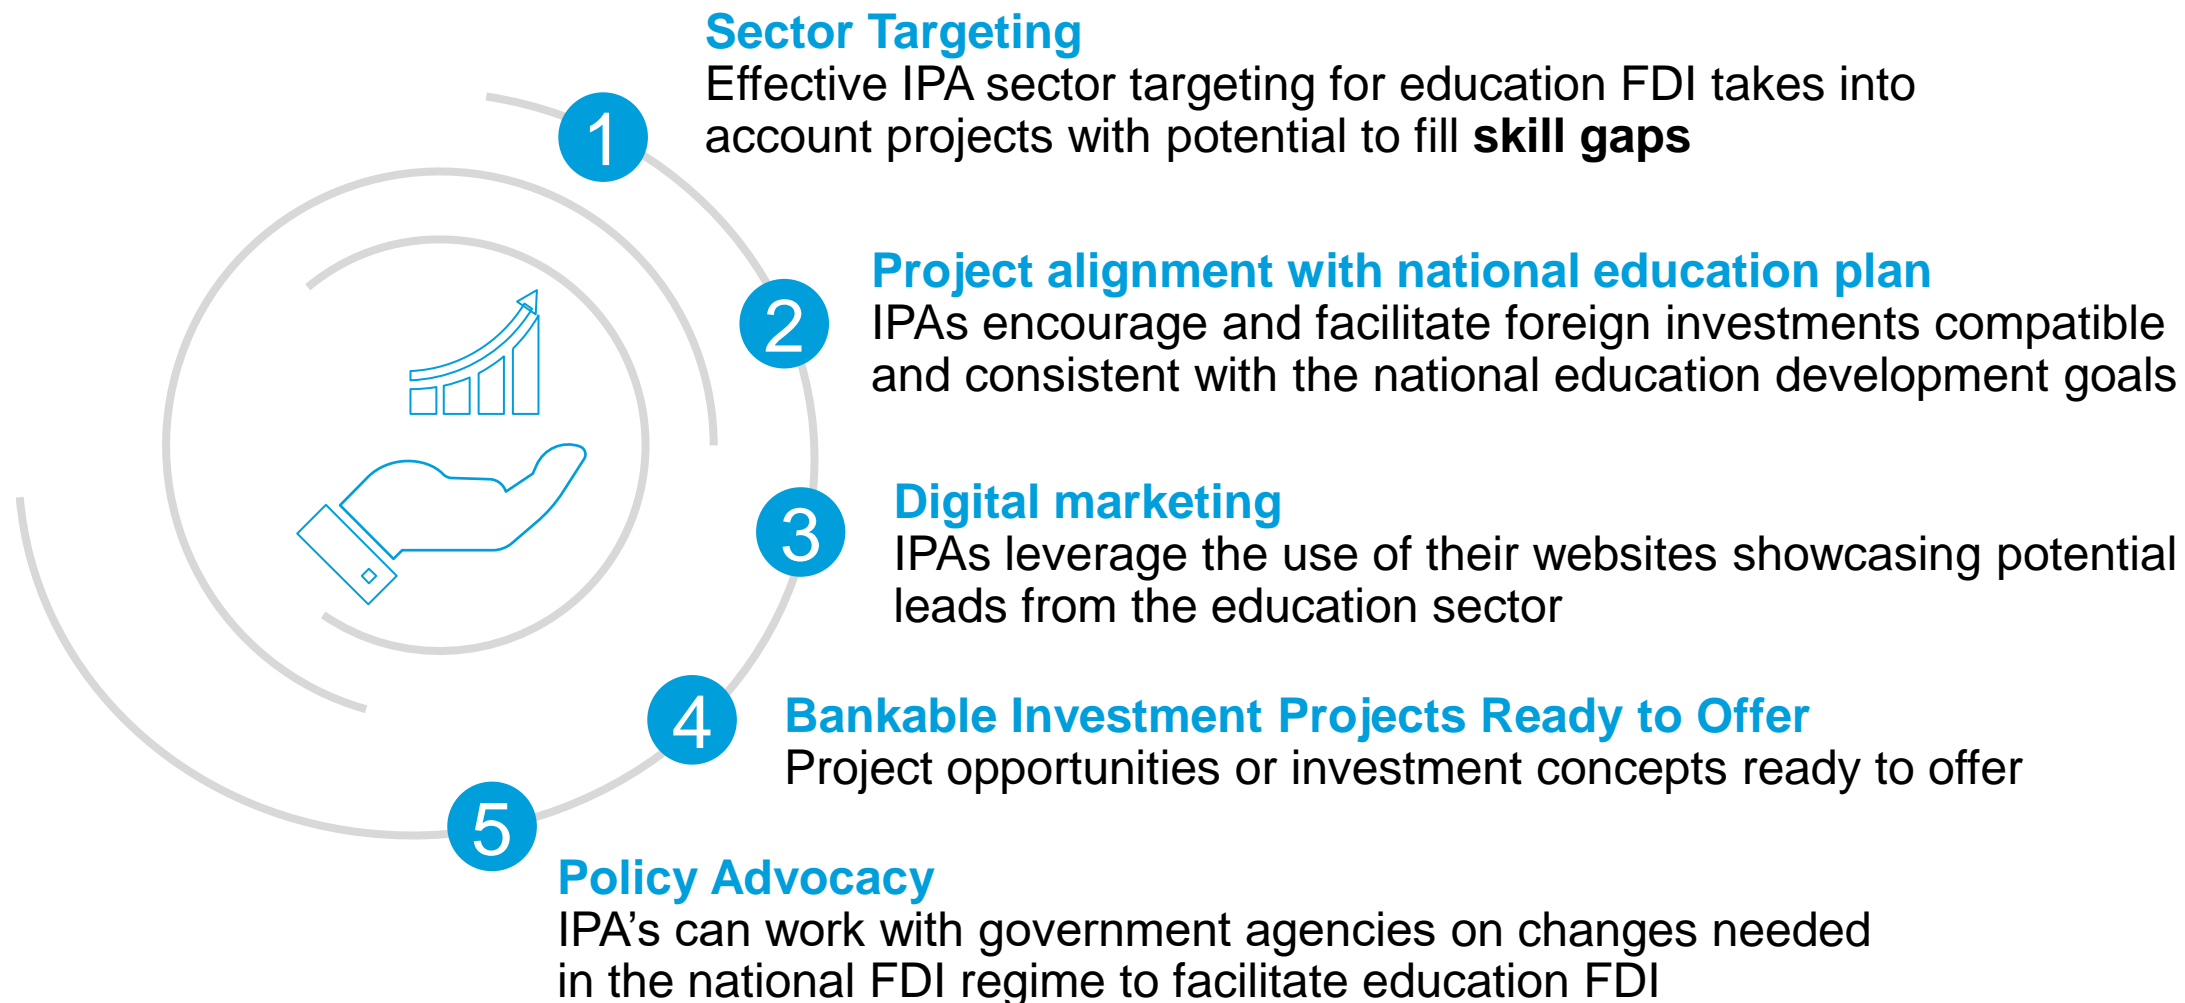 Sector Targeting
Effective IPA sector targeting for education FDI takes into
account projects with potential to fill skill gaps
1
Project alignment with national education plan
IPAs encourage and facilitate foreign investments compatible
and consistent with the national education development goals
2
Digital marketing
IPAs leverage the use of their websites showcasing potential
leads from the education sector
3
Bankable Investment Projects Ready to Offer
Project opportunities or investment concepts ready to offer
4
5
Policy Advocacy
IPA’s can work with government agencies on changes needed
in the national FDI regime to facilitate education FDI